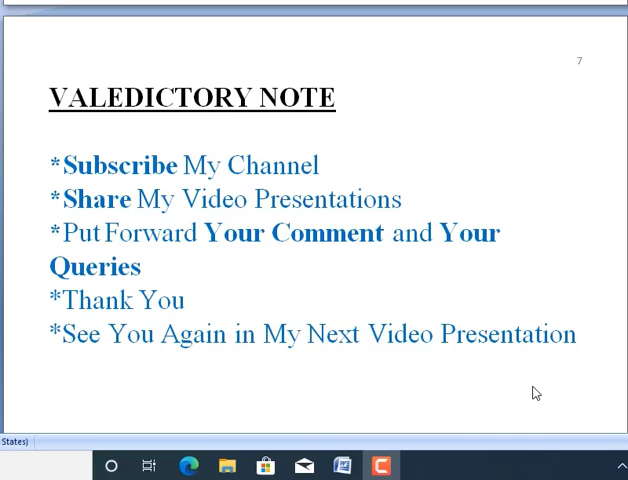 7
VALEDICTORY NOTE
*Subscribe My Channel
*Share My Video Presentations
*Put Forward Your Comment and Your
Queries
*Thank You
*See You Again in My Next Video Presentation
States)